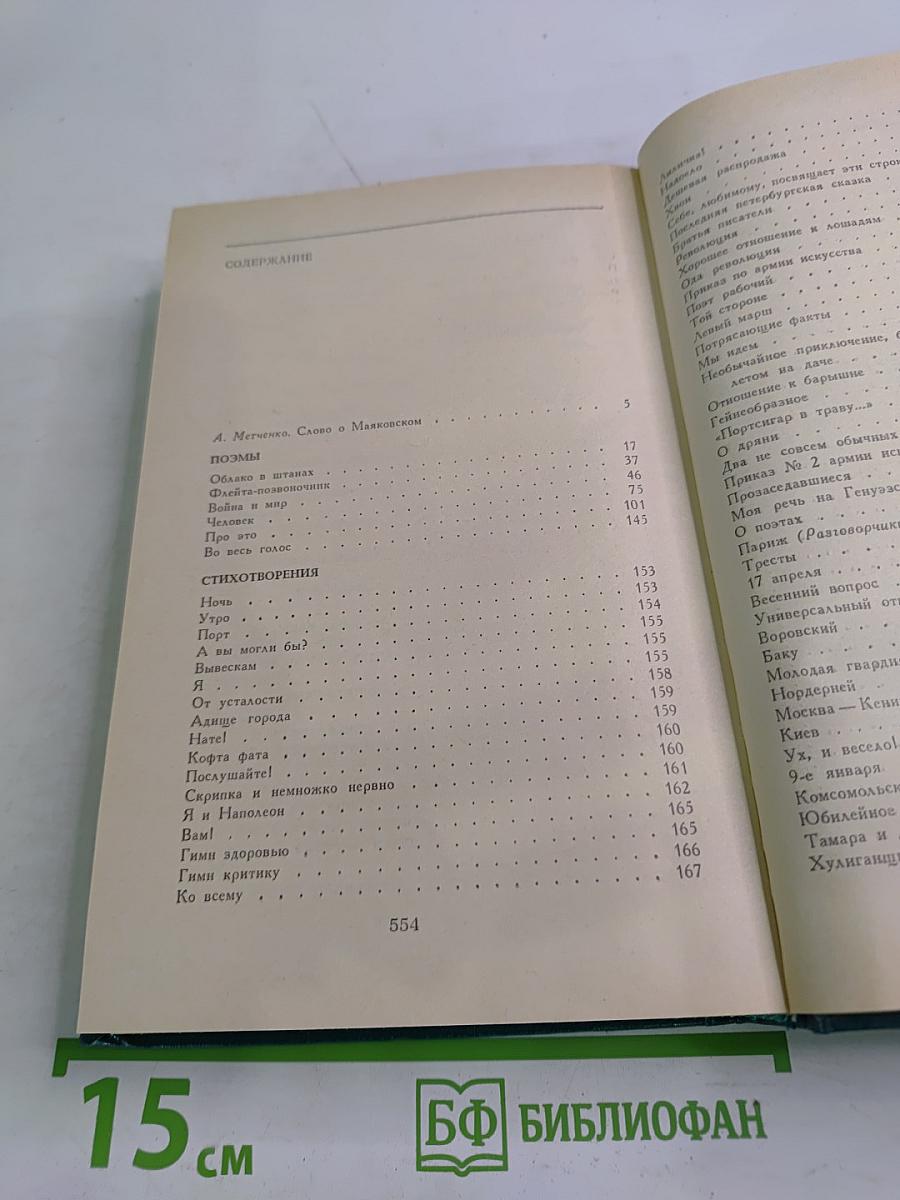 СОДЕРЖАНИЕ
А. Метченко. Слово о Маяковском . . . . . . . . . . 5
ПОЭМЫ
Облако в штанах . . . . . . . . . . 17
Флейта-позвоночник . . . . . . . . . . 37
Война и мир . . . . . . . . . . 46
Человек . . . . . . . . . . 75
Про это . . . . . . . . . . 101
Во весь голос . . . . . . . . . . 145
СТИХОТВОРЕНИЯ
Ночь . . . . . . . . . . 153
Утро . . . . . . . . . . 153
Порт . . . . . . . . . . 154
А вы могли бы? . . . . . . . . . . 155
Вывескам . . . . . . . . . . 155
Я . . . . . . . . . . 155
От усталости . . . . . . . . . . 158
Адище города . . . . . . . . . . 159
Нате! . . . . . . . . . . 159
Кофта фата . . . . . . . . . . 160
Послушайте! . . . . . . . . . . 160
Скрипка и немножко нервно . . . . . . . . . . 161
Я и Наполеон . . . . . . . . . . 162
Вам! . . . . . . . . . . 165
Гимн здоровью . . . . . . . . . . 165
Гимн критику . . . . . . . . . . 166
Ко всему . . . . . . . . . . 167
554
Лиличка!
Надоело
Дешевая распродажа
Хвои
Себе, любимому, посвящает эти
Последняя петербургская сказка
Братья писатели
Революция
Хорошее отношение к лошадям
Ода революции
Приказ по армии искусства
Поэт рабочий
Той стороне
Левый марш
Потрясающие факты
Мы идем
Необычайное приключение,
летом на даче
Отношение к барышне
Гейнеобразное
«Портсигар в траву...»
О дряни
Два не совсем обычных
Приказ № 2 армии
Прозаседавшиеся
Моя речь на
О поэтах
Париж (Разговорчики
Тресты
17 апреля
Весенний вопрос
Универсальный
Воровский
Баку
Молодая
Нордерней
Москва —
Киев
Ух, и весело!
9-е января
Юбилейное
Тамара и
15 см
БФ БИБЛИОФАН